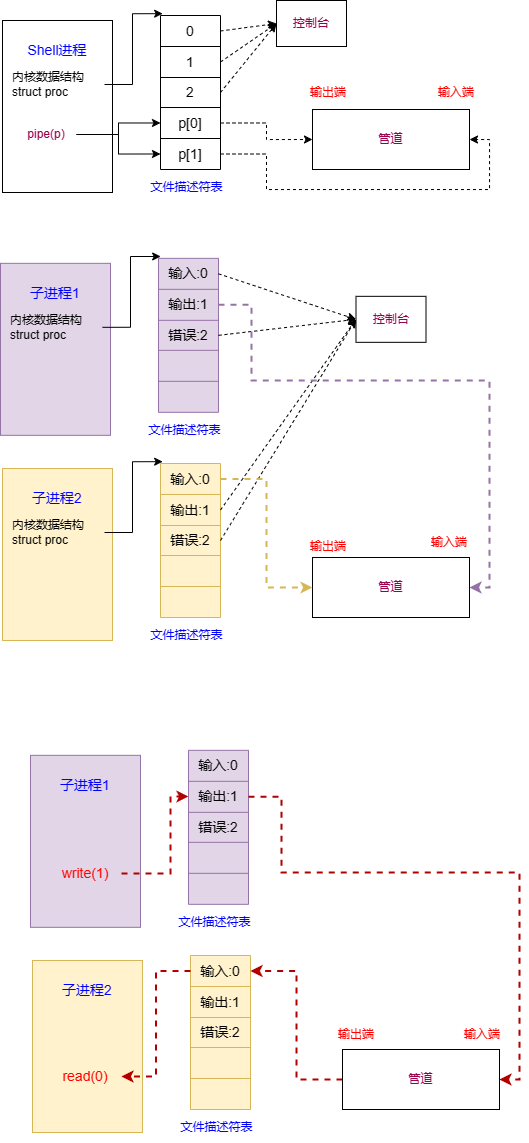 控制台
0
Shell进程
1
内核数据结构
struct proc
2
输出端
输入端
p[0]
pipe(p)
管道
p[1]
文件描述符表
输入:0
子进程1
输出:1
内核数据结构
struct proc
控制台
错误:2
文件描述符表
输入:0
子进程2
输出:1
内核数据结构
struct proc
错误:2
输出端
输入端
管道
文件描述符表
输入:0
子进程1
输出:1
错误:2
write(1)
文件描述符表
输入:0
子进程2
输出:1
错误:2
输出端
输入端
read(0)
管道
文件描述符表